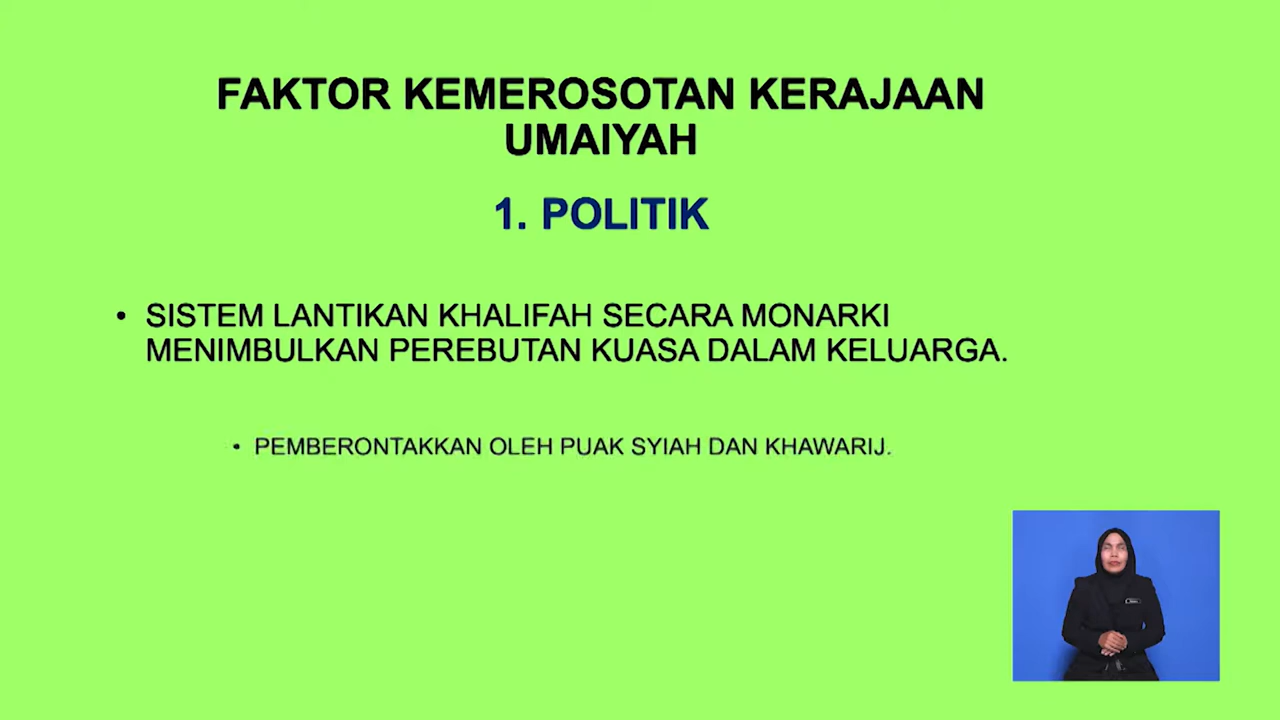 FAKTOR KEMEROSOTAN KERAJAAN
UMAIYAH
1. POLITIK
• SISTEM LANTIKAN KHALIFAH SECARA MONARKI
MENIMBULKAN PEREBUTAN KUASA DALAM KELUARGA.
• PEMBERONTAKKAN OLEH PUAK SYIAH DAN KHAWARIJ.